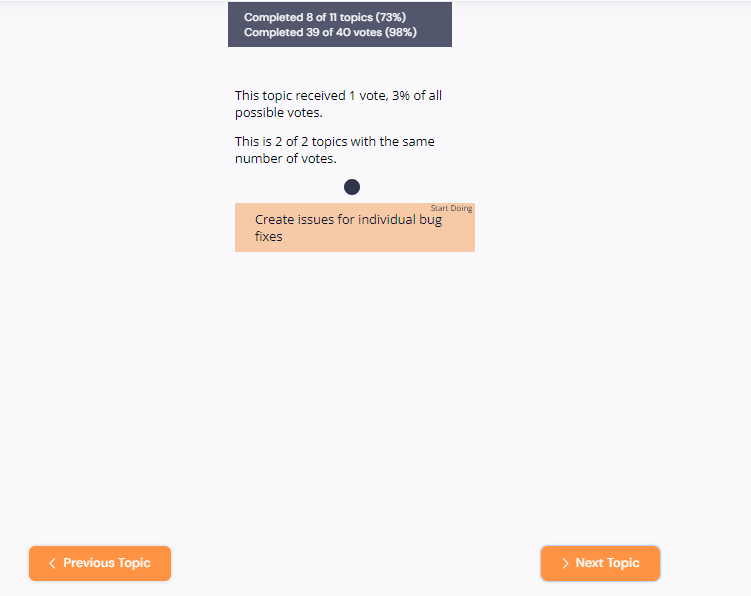 Completed 8 of 11 topics (73%)
Completed 39 of 40 votes (98%)
This topic received 1 vote, 3% of all
possible votes.
This is 2 of 2 topics with the same
number of votes.
Start Doing
Create issues for individual bug
fixes
Previous Topic
Next Topic